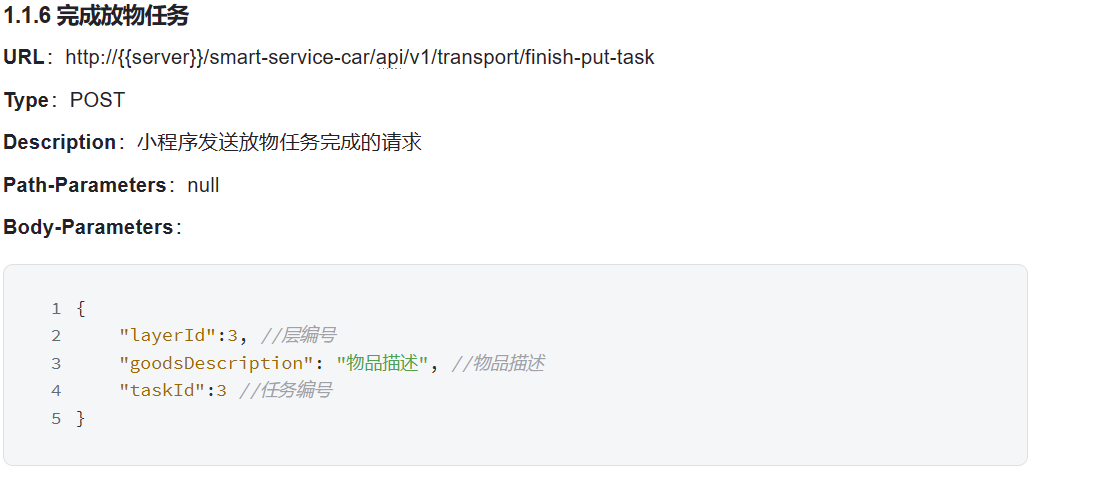 1.1.6 完成放物任务
URL：http://{{server}}/smart-service-car/api/v1/transport/finish-put-task
Type：POST
Description：小程序发送放物任务完成的请求
Path-Parameters：null
Body-Parameters：
1 {
2     "layerId":3, //层编号
3     "goodsDescription": "物品描述", //物品描述
4     "taskId":3 //任务编号
5 }